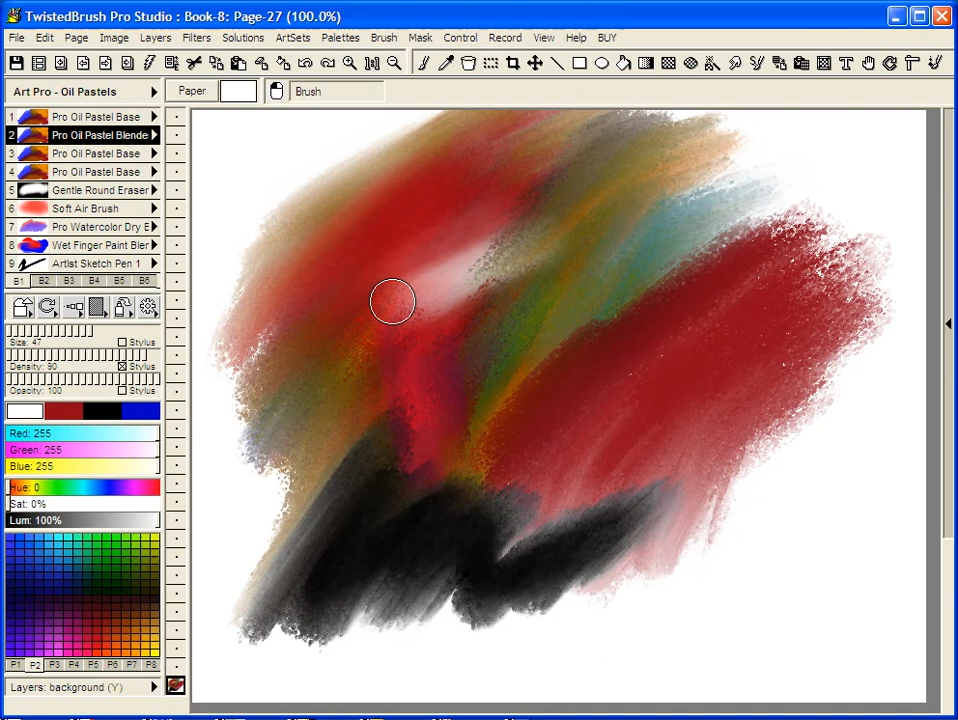 TwistedBrush Pro Studio : Book-8: Page-27 (100.0%)
File Edit Page Image Layers Filters Solutions ArtSets Palettes Brush Mask Control Record View Help BUY
Art Pro - Oil Pastels
Paper
Brush
1 Pro Oil Pastel Base
2 Pro Oil Pastel Blende
3 Pro Oil Pastel Base
4 Pro Oil Pastel Base
5 Gentle Round Eraser
6 Soft Air Brush
7 Pro Watercolor Dry E
8 Wet Finger Paint Bler
9 Artist Sketch Pen 1
B1 B2 B3 B4 B5 B6
Size: 47 Stylus
Density: 90 Stylus
Opacity: 100 Stylus
Red: 255
Green: 255
Blue: 255
Hue: 0
Sat: 0%
Lum: 100%
P1 P2 P3 P4 P5 P6 P7 P8
Layers: background (Y)